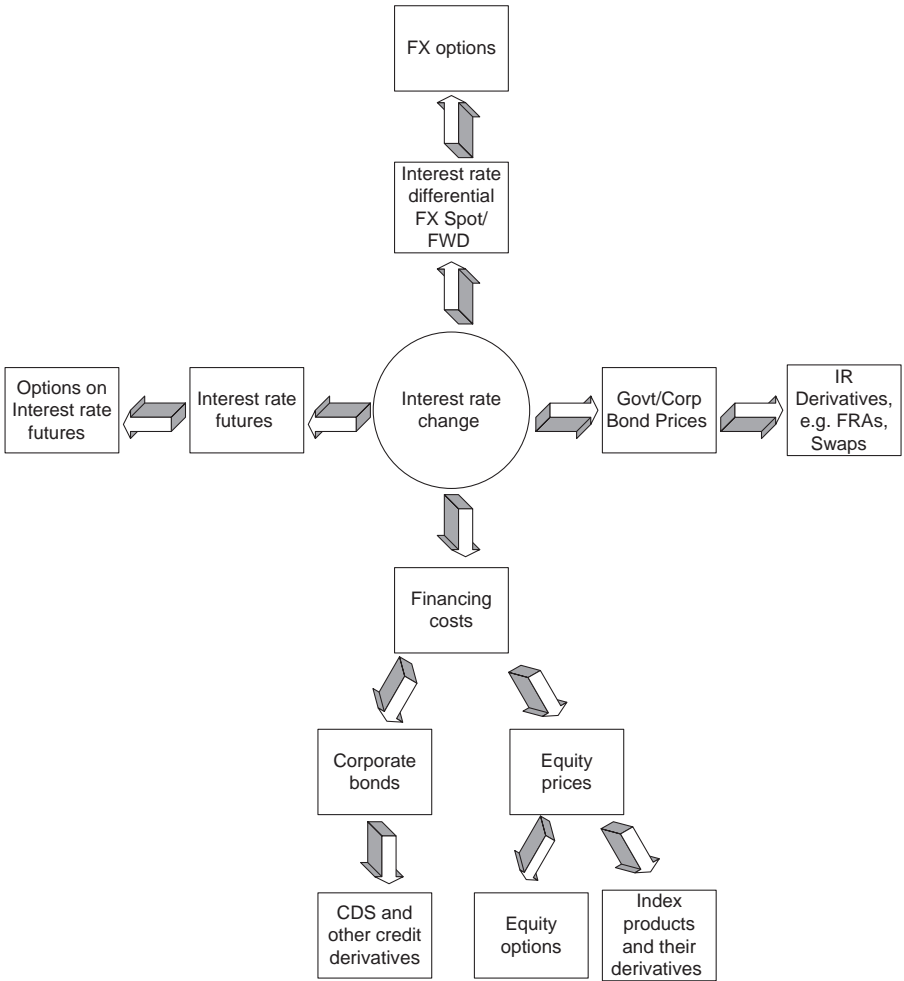 FX options
Interest rate
differential
FX Spot/
FWD
Options on
Interest rate
futures
Interest rate
futures
Interest rate
change
Govt/Corp
Bond Prices
IR
Derivatives,
e.g. FRAs,
Swaps
Financing
costs
Corporate
bonds
Equity
prices
CDS and
other credit
derivatives
Equity
options
Index
products
and their
derivatives